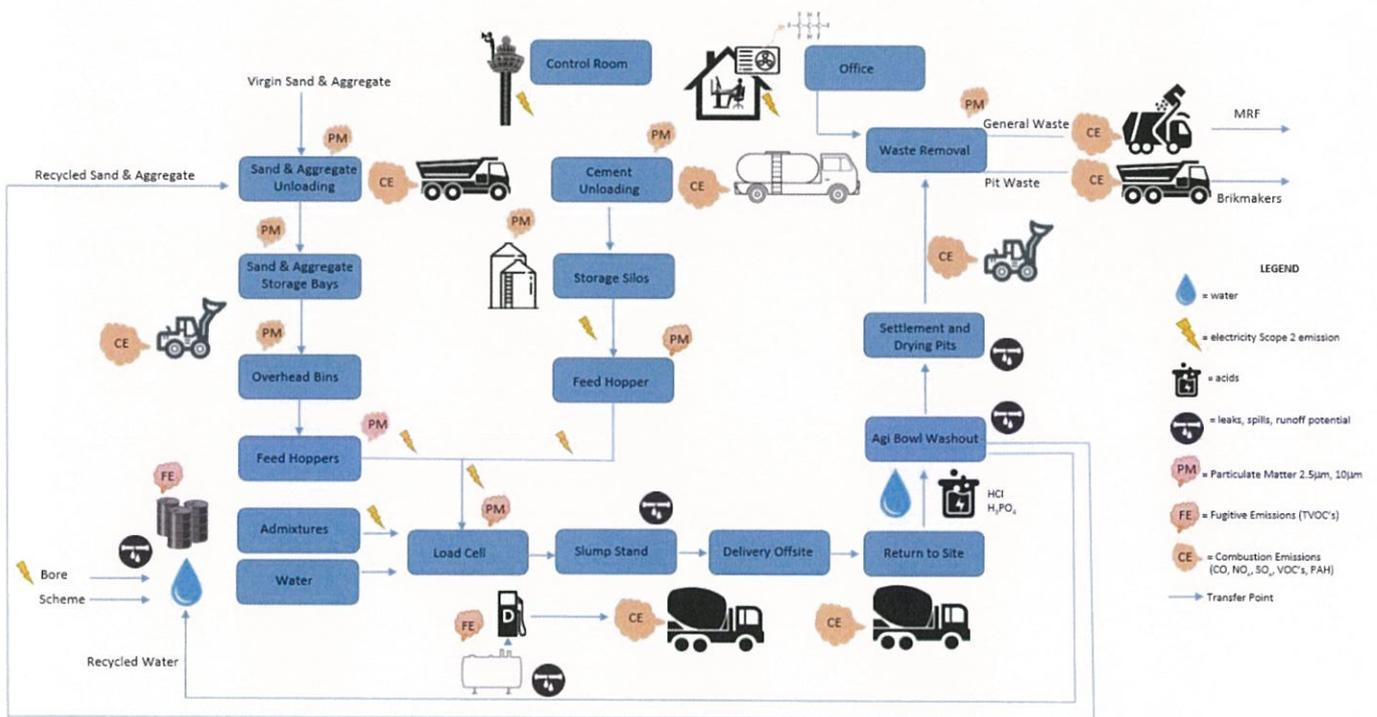 Control Room
Office
Virgin Sand & Aggregate
PM
PM
PM
General Waste
CE
MRF
Recycled Sand & Aggregate
Sand & Aggregate
Unloading
CE
Cement
Unloading
CE
Waste Removal
Pit Waste
CE
Brikmakers
PM
PM
Sand & Aggregate
Storage Bays
Storage Silos
CE
LEGEND
= water
CE
PM
PM
Settlement and
Drying Pits
= electricity Scope 2 emission
Overhead Bins
Feed Hopper
= acids
PM
Agi Bowl Washout
= leaks, spills, runoff potential
Feed Hoppers
FE
PM
HCl
H₃PO₄
PM = Particulate Matter 2.5µm, 10µm
Admixtures
Load Cell
Slump Stand
Delivery Offsite
Return to Site
FE = Fugitive Emissions (TVOC's)
Water
CE = Combustion Emissions
(CO, NOₓ, SOₓ, VOC's, PAH)
Bore
Scheme
Transfer Point
D
FE
CE
CE
Recycled Water